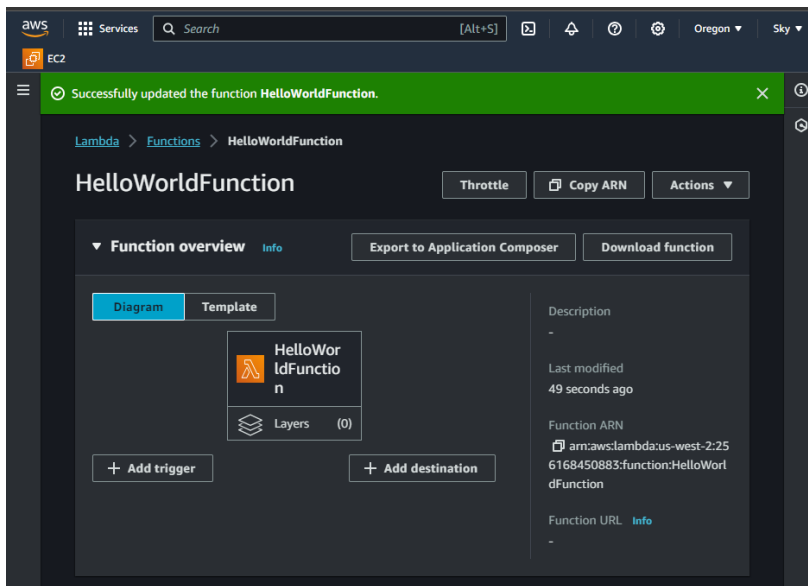 aws
Services
Search
[Alt+S]
Oregon ▼
Sky ▼
EC2
Successfully updated the function HelloWorldFunction.
Lambda > Functions > HelloWorldFunction
HelloWorldFunction
Throttle
Copy ARN
Actions ▼
▼ Function overview Info
Export to Application Composer
Download function
Diagram
Template
HelloWor
ldFunctio
n
Layers (0)
+ Add trigger
+ Add destination
Description
-
Last modified
49 seconds ago
Function ARN
arn:aws:lambda:us-west-2:25
6168450883:function:HelloWorl
dFunction
Function URL Info
-